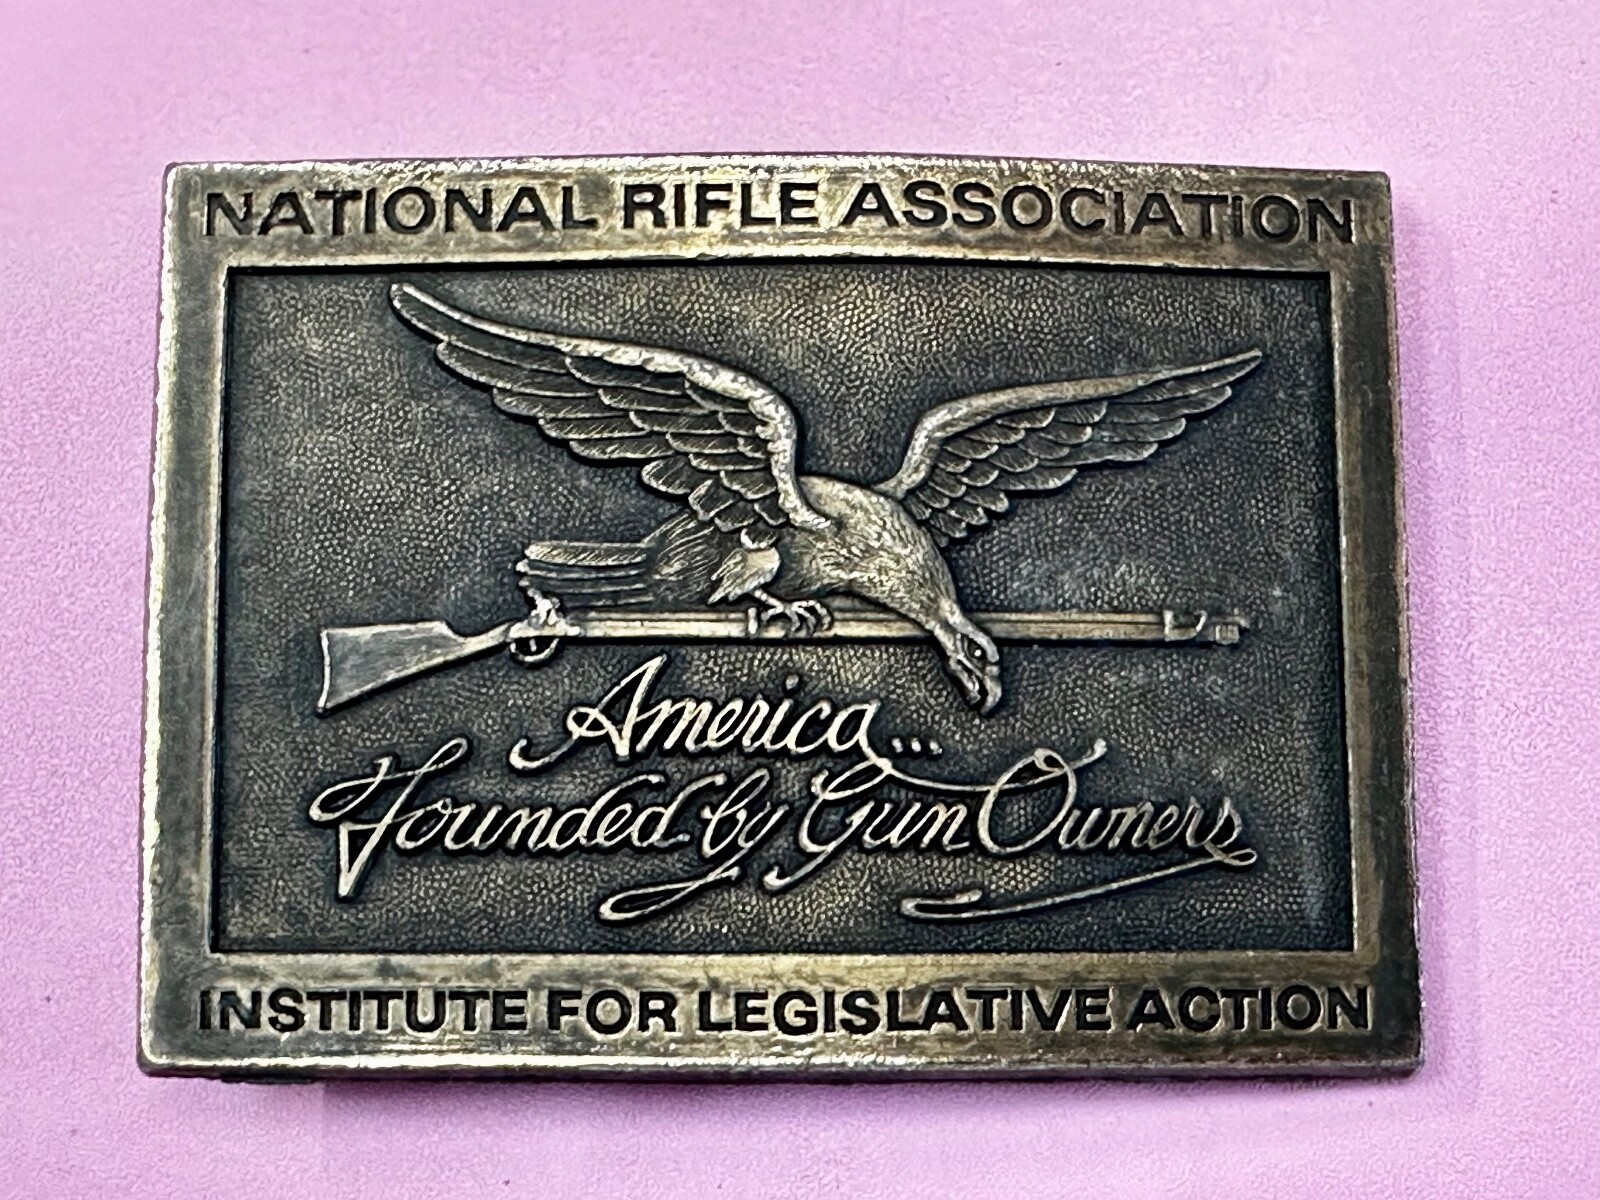 NATIONAL RIFLE ASSOCIATION
America...
Founded by Gun Owners
INSTITUTE FOR LEGISLATIVE ACTION